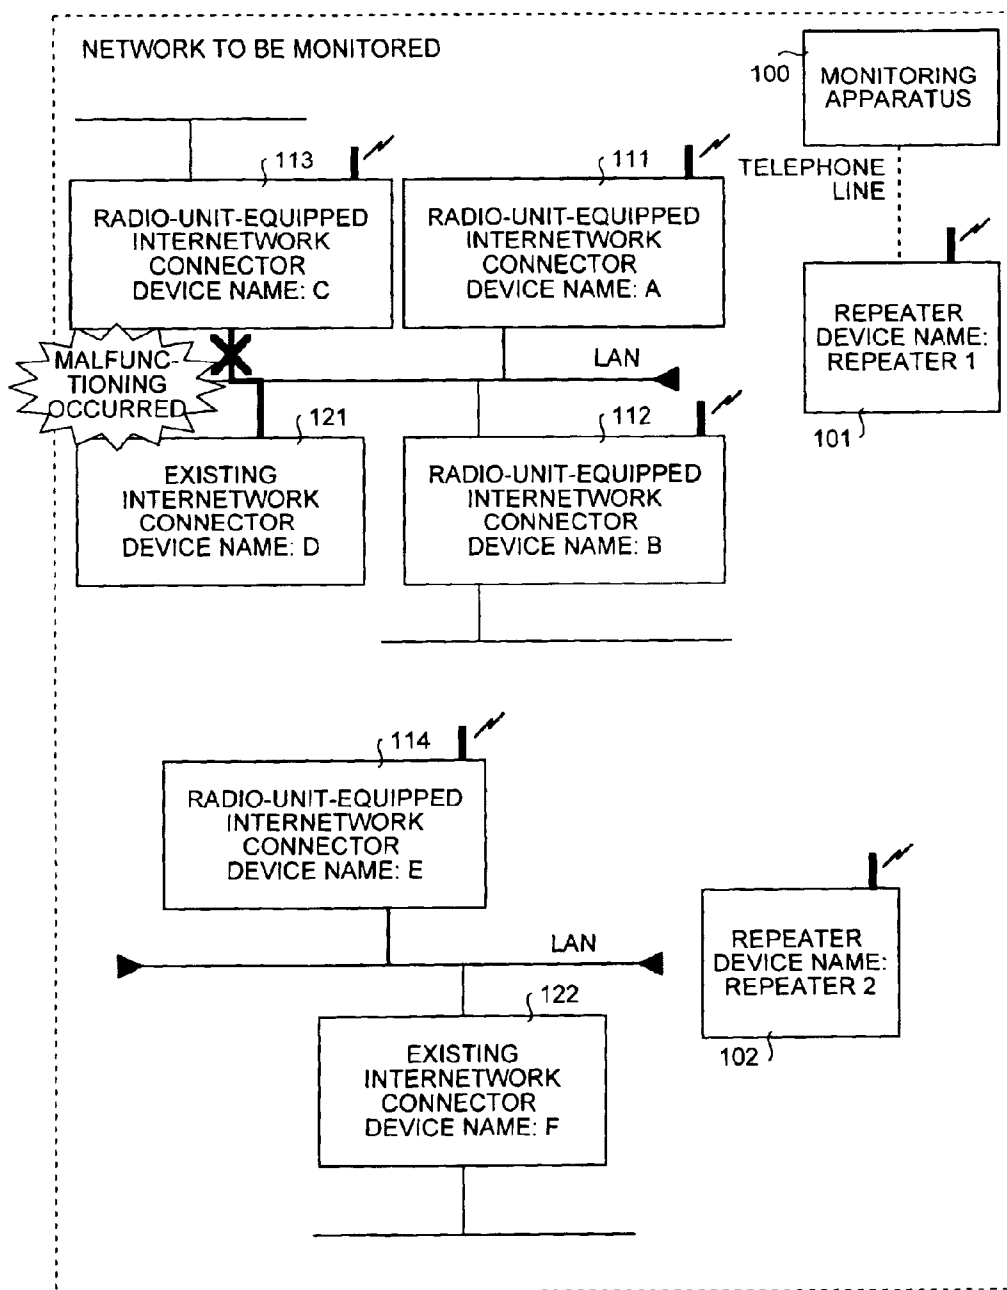 NETWORK TO BE MONITORED
100
MONITORING
APPARATUS
TELEPHONE
LINE
113
RADIO-UNIT-EQUIPPED
INTERNETWORK
CONNECTOR
DEVICE NAME: C
111
RADIO-UNIT-EQUIPPED
INTERNETWORK
CONNECTOR
DEVICE NAME: A
REPEATER
DEVICE NAME:
REPEATER 1
101
MALFUNC-
TIONING
OCCURRED
LAN
121
EXISTING
INTERNETWORK
CONNECTOR
DEVICE NAME: D
112
RADIO-UNIT-EQUIPPED
INTERNETWORK
CONNECTOR
DEVICE NAME: B
114
RADIO-UNIT-EQUIPPED
INTERNETWORK
CONNECTOR
DEVICE NAME: E
LAN
REPEATER
DEVICE NAME:
REPEATER 2
102
122
EXISTING
INTERNETWORK
CONNECTOR
DEVICE NAME: F